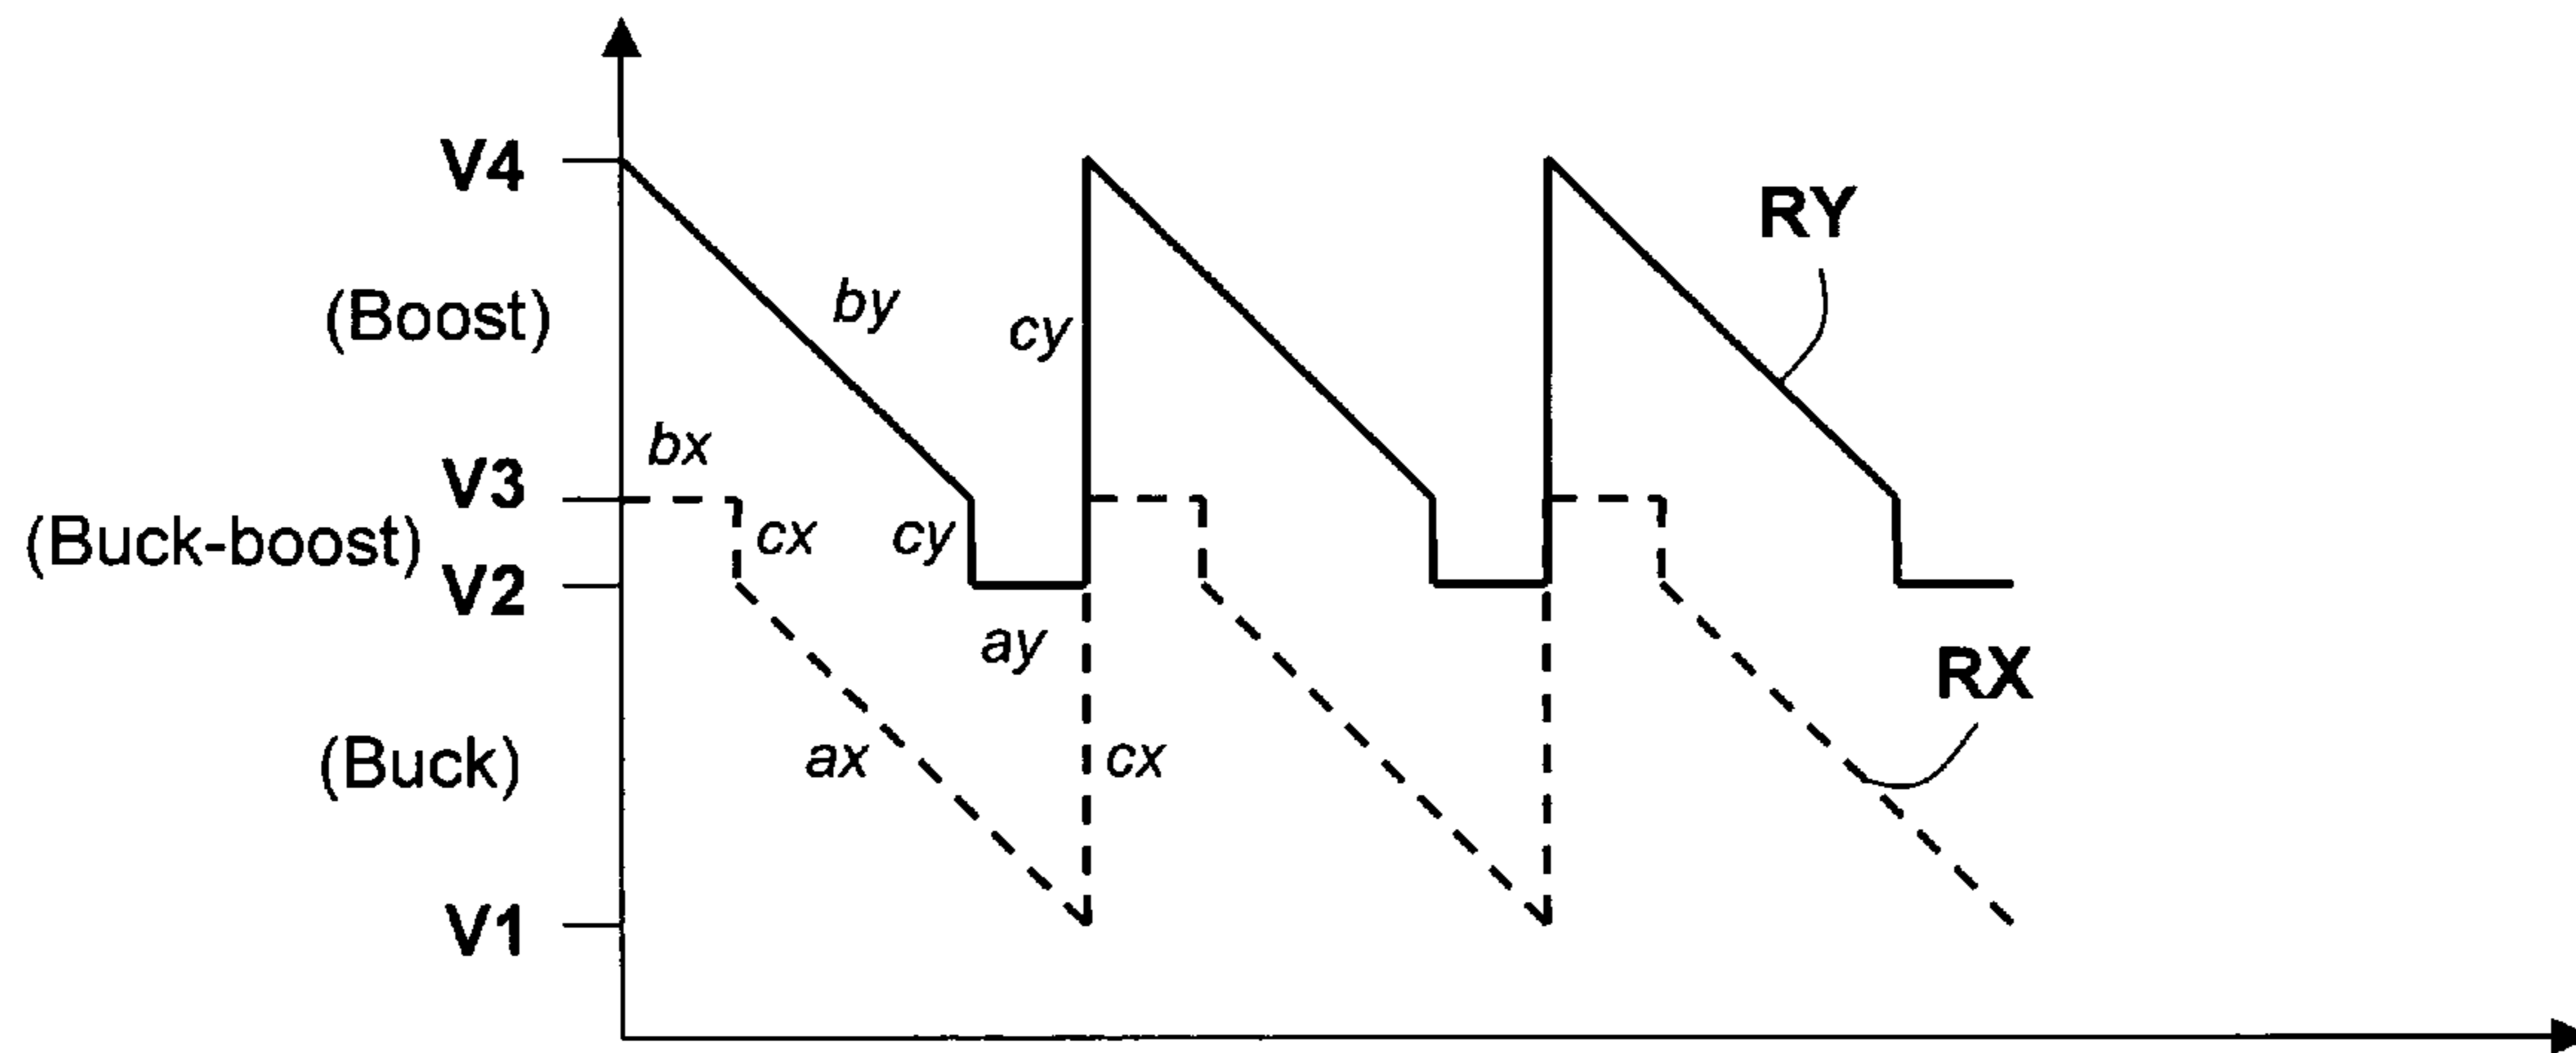 V4
RY
(Boost)
by
cy
bx
V3
(Buck-boost)
cx
cy
V2
ay
RX
(Buck)
ax
cx
V1